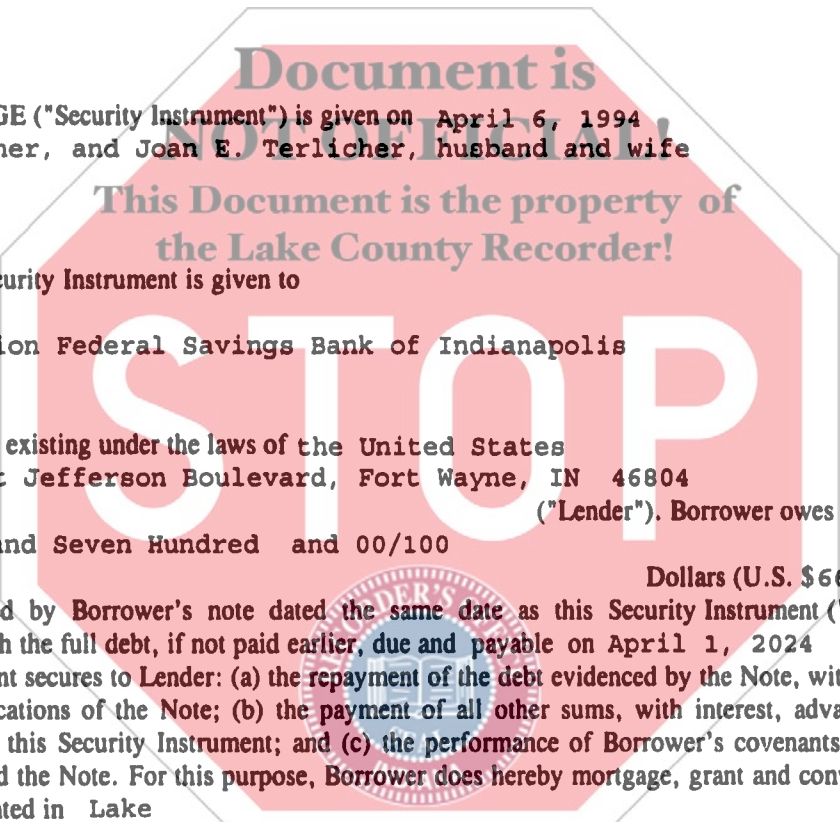 Document is
GE ("Security Instrument") is given on April 6, 1994
NOT OFFICIAL!
her, and Joan E. Terlicher, husband and wife
This Document is the property of
the Lake County Recorder!
curity Instrument is given to
ion Federal Savings Bank of Indianapolis
STOP
existing under the laws of the United States
t Jefferson Boulevard, Fort Wayne, IN 46804
("Lender"). Borrower owes
and Seven Hundred and 00/100
Dollars (U.S. $66
d by Borrower's note dated the same date as this Security Instrument ("
h the full debt, if not paid earlier, due and payable on April 1, 2024
nt secures to Lender: (a) the repayment of the debt evidenced by the Note, wit
cations of the Note; (b) the payment of all other sums, with interest, adva
SEAL
this Security Instrument; and (c) the performance of Borrower's covenants
d the Note. For this purpose, Borrower does hereby mortgage, grant and con
INDIANA
ated in Lake